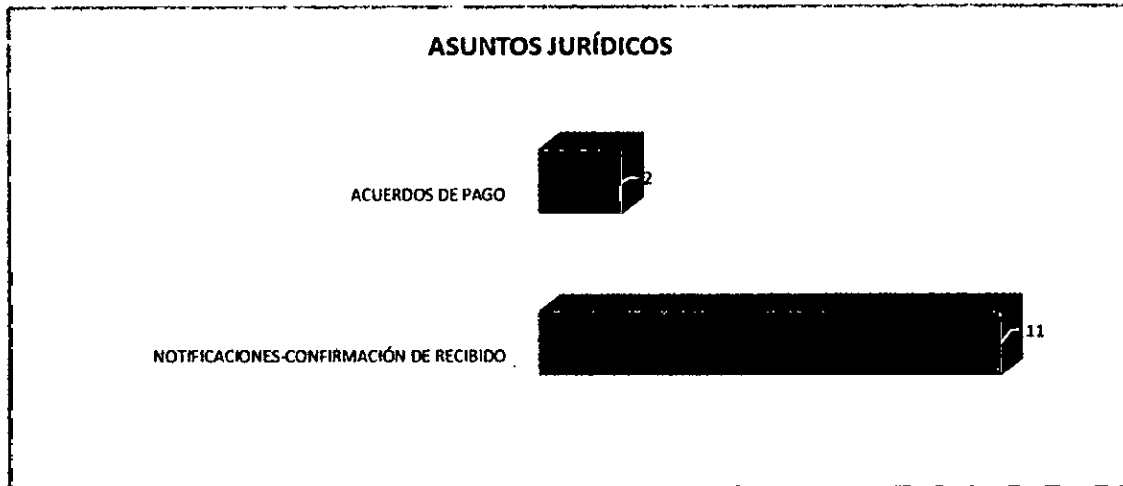 ASUNTOS JURÍDICOS
ACUERDOS DE PAGO
2
NOTIFICACIONES-CONFIRMACIÓN DE RECIBIDO
11